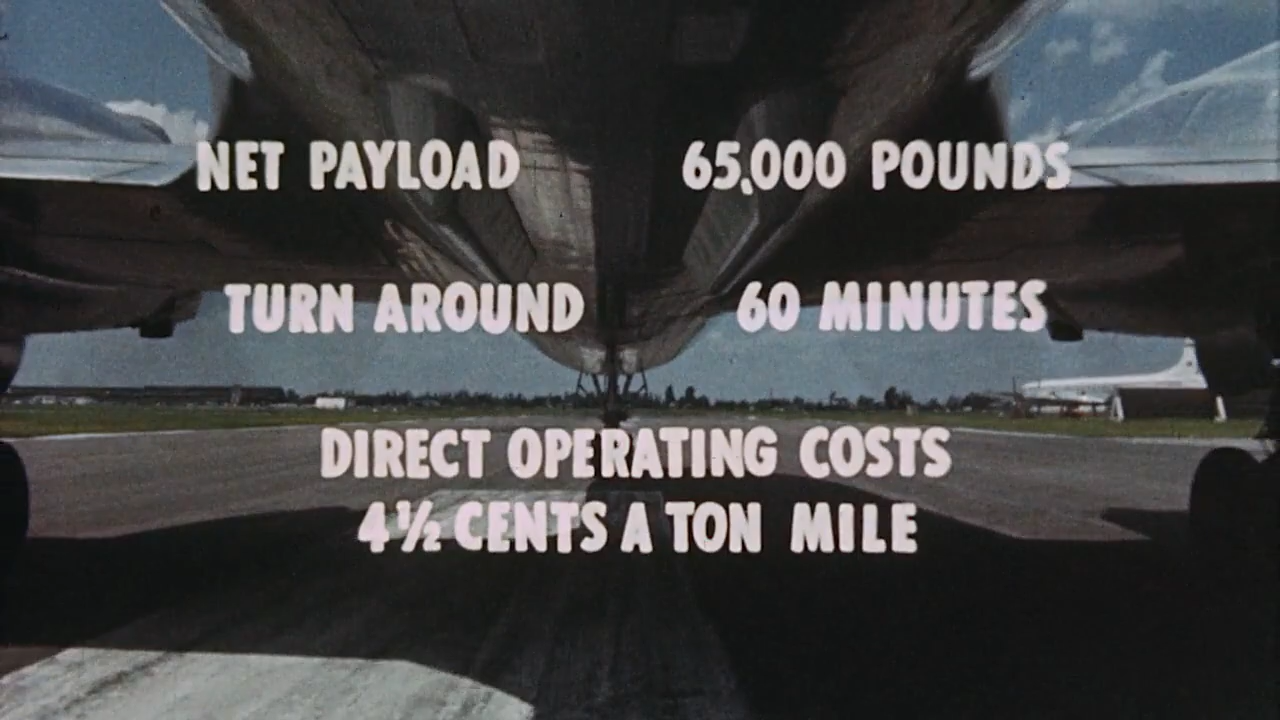 NET PAYLOAD 65,000 POUNDS
TURN AROUND 60 MINUTES
DIRECT OPERATING COSTS
4½ CENTS A TON MILE